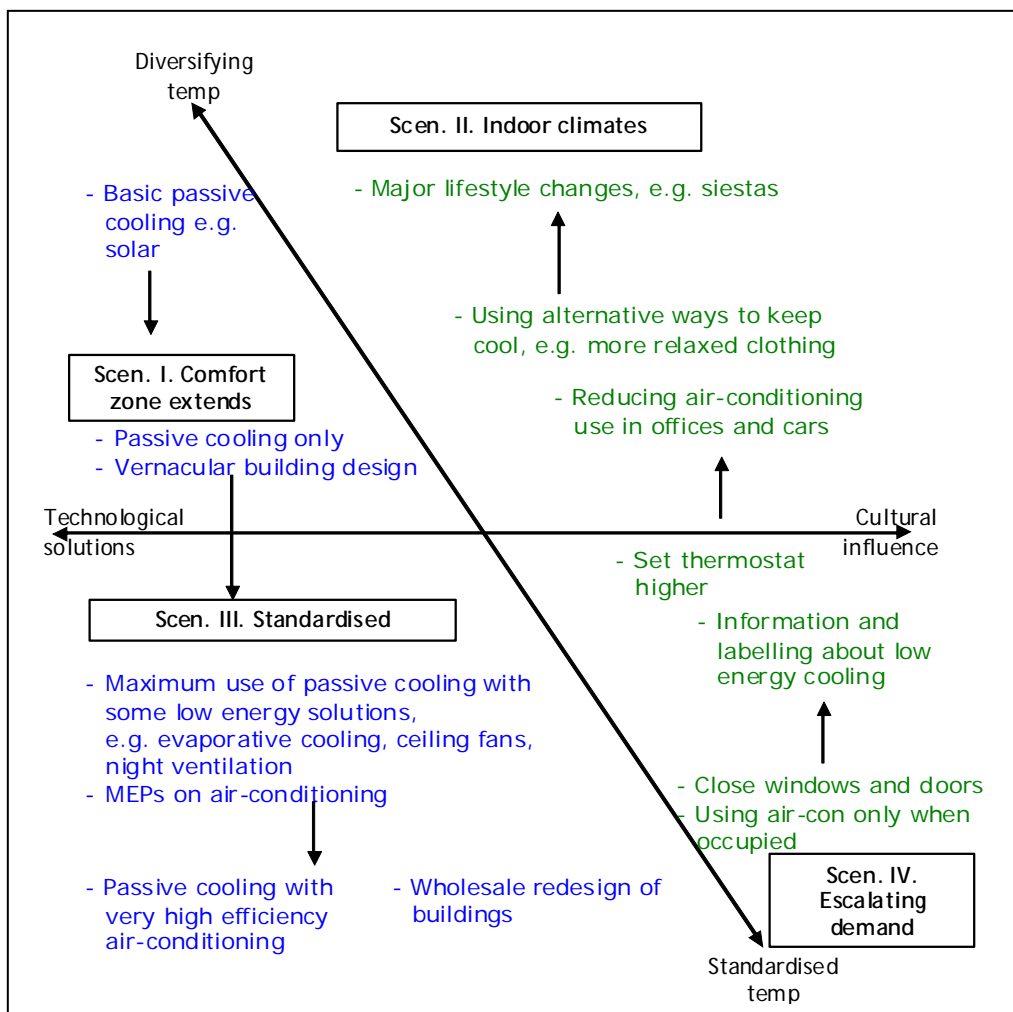 Diversifying
temp
Scen. II. Indoor climates
- Major lifestyle changes, e.g. siestas
- Basic passive
cooling e.g.
solar
- Using alternative ways to keep
cool, e.g. more relaxed clothing
Scen. I. Comfort
zone extends
- Reducing air-conditioning
use in offices and cars
- Passive cooling only
- Vernacular building design
Technological
solutions
Cultural
influence
- Set thermostat
higher
Scen. III. Standardised
- Information and
labelling about low
energy cooling
- Maximum use of passive cooling with
some low energy solutions,
e.g. evaporative cooling, ceiling fans,
night ventilation
- MEPs on air-conditioning
- Close windows and doors
- Using air-con only when
occupied
- Passive cooling with
very high efficiency
air-conditioning
- Wholesale redesign of
buildings
Scen. IV.
Escalating
demand
Standardised
temp